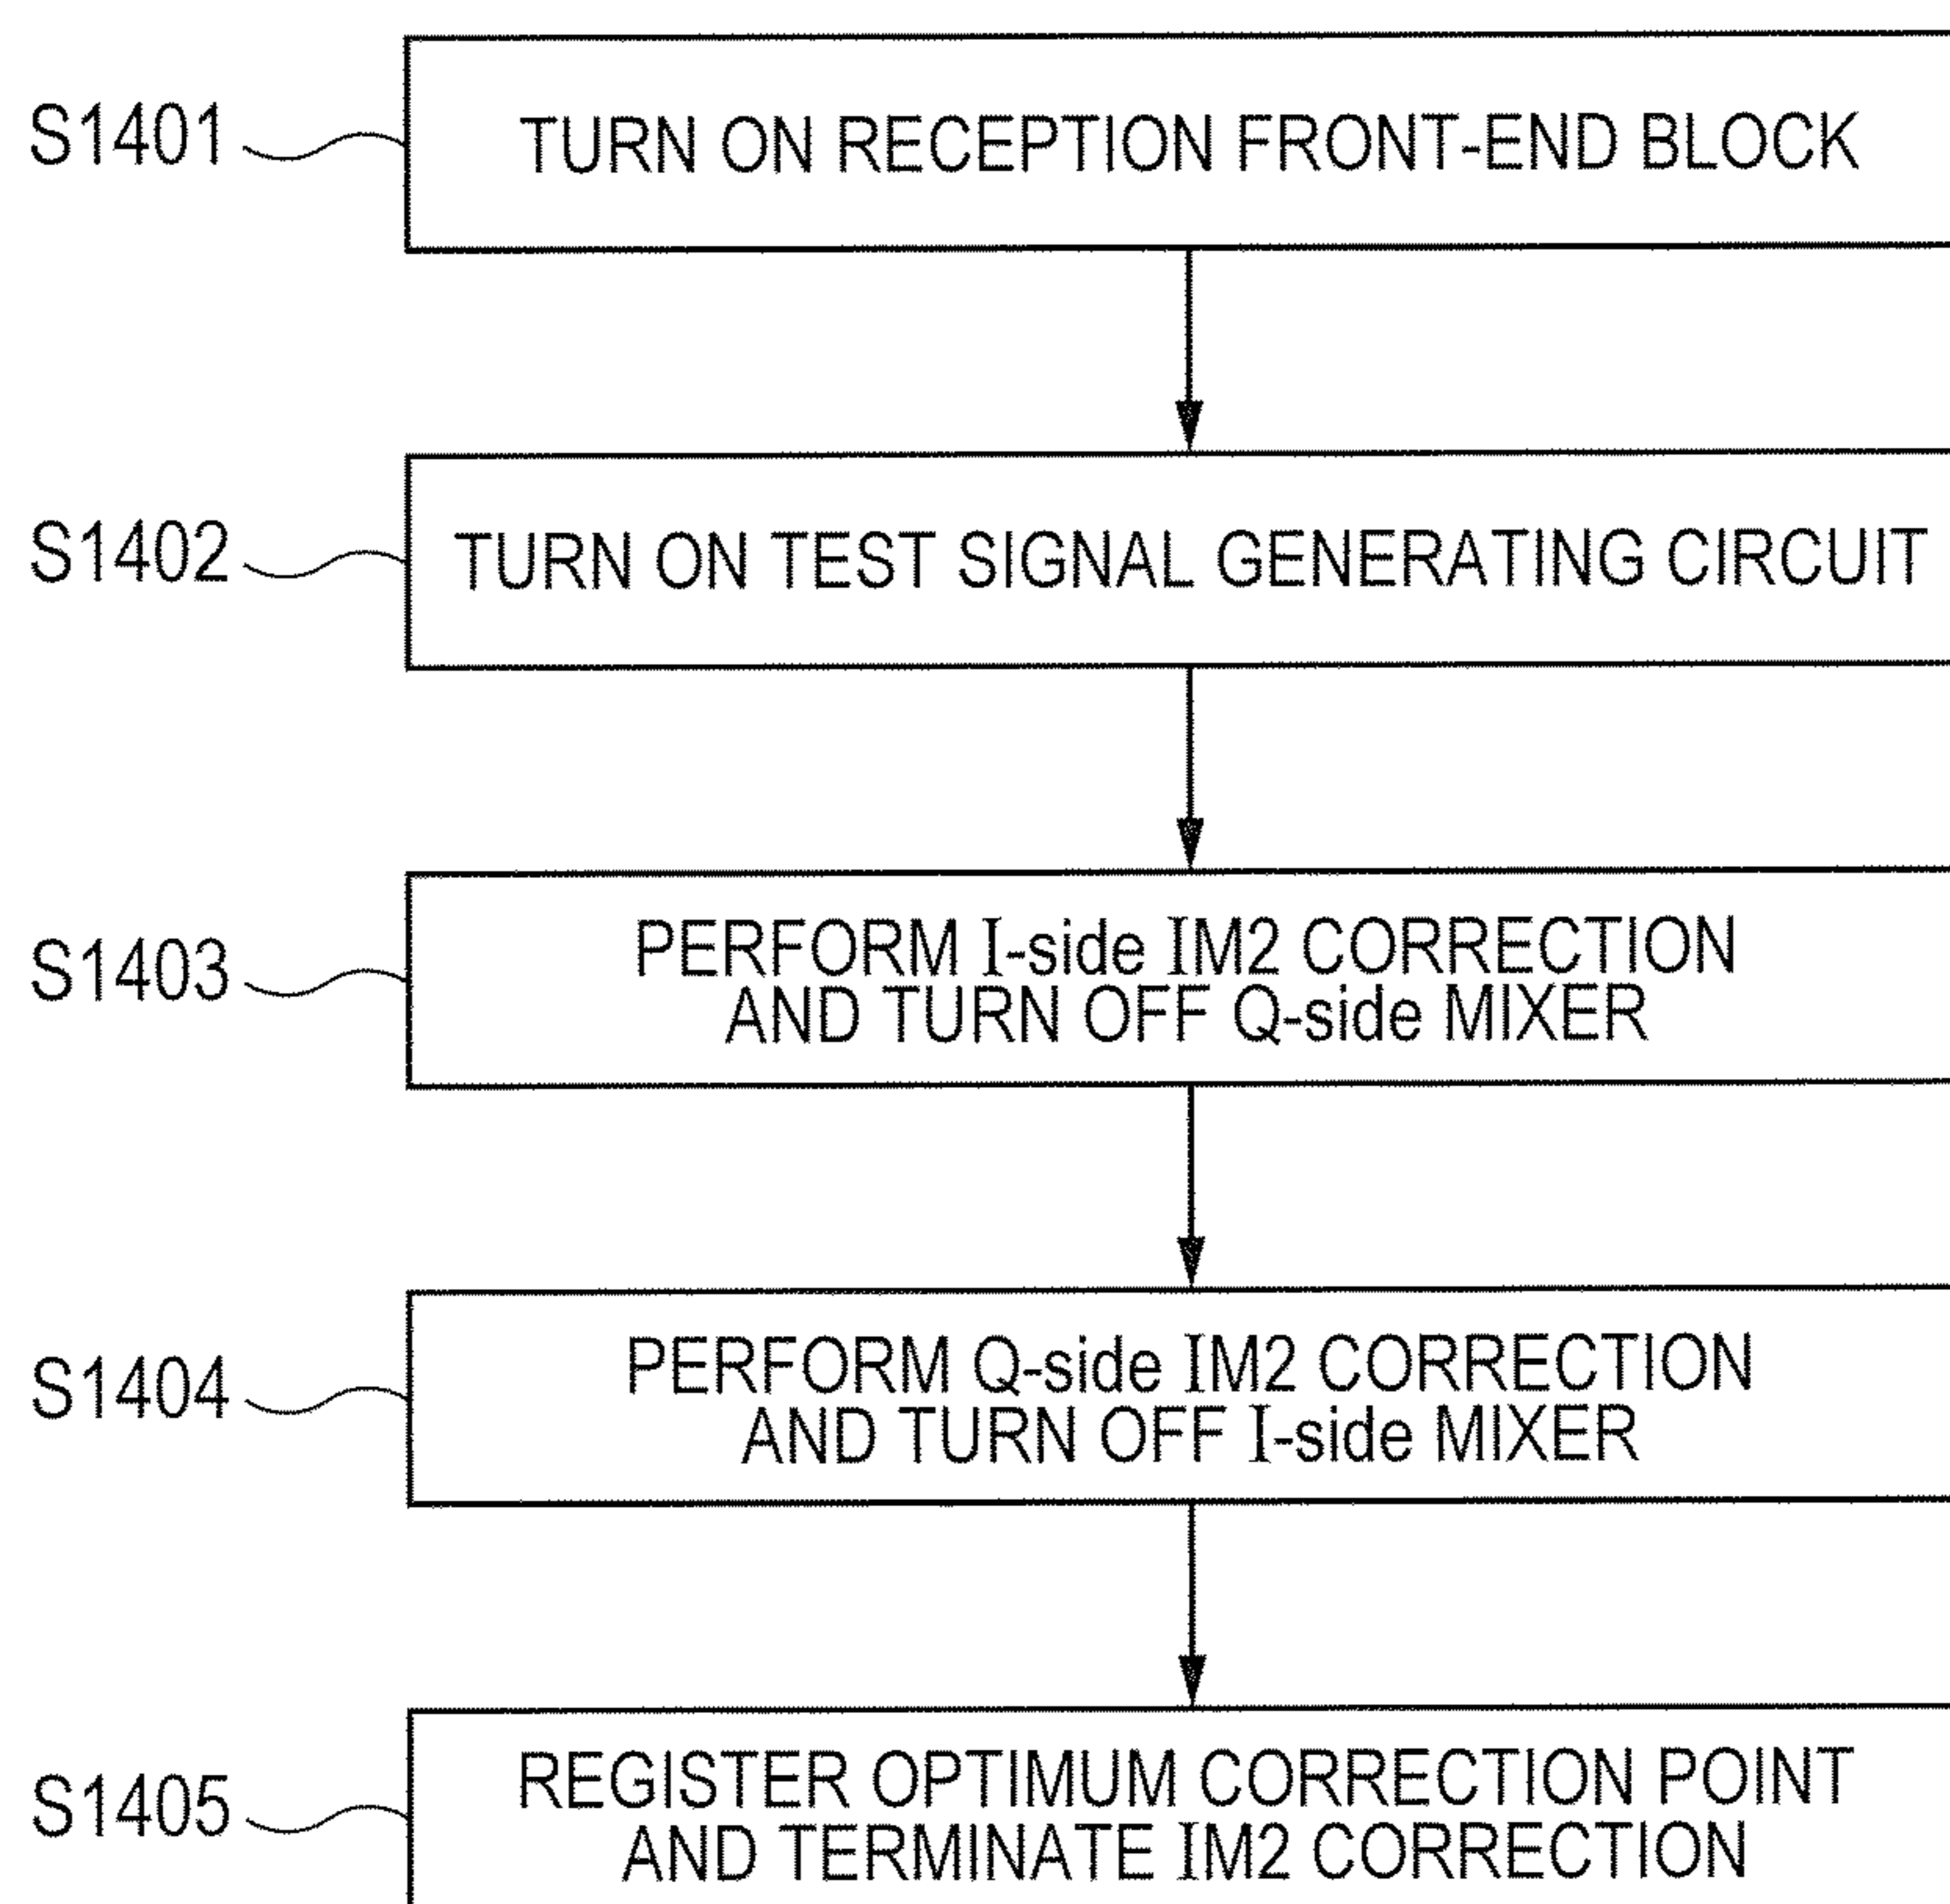 S1401
TURN ON RECEPTION FRONT-END BLOCK
S1402
TURN ON TEST SIGNAL GENERATING CIRCUIT
S1403
PERFORM I-side IM2 CORRECTION
AND TURN OFF Q-side MIXER
S1404
PERFORM Q-side IM2 CORRECTION
AND TURN OFF I-side MIXER
S1405
REGISTER OPTIMUM CORRECTION POINT
AND TERMINATE IM2 CORRECTION